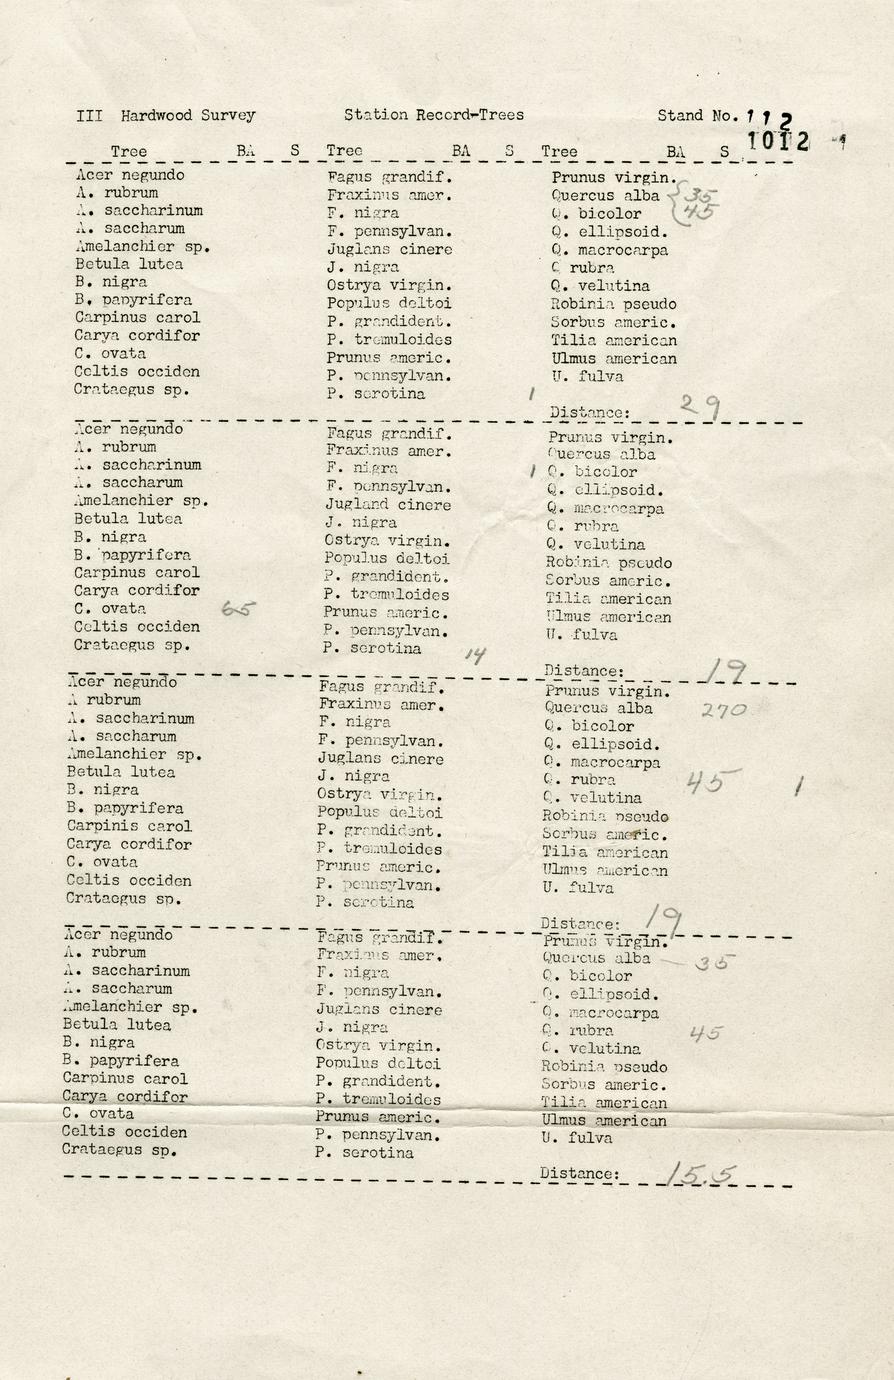 III Hardwood Survey Station Record-Trees Stand No. 112
1012 1
Tree BA S Tree BA S Tree BA S
Acer negundo Fagus grandif. Prunus virgin.
A. rubrum Fraxinus amer. Quercus alba 35
A. saccharinum F. nigra Q. bicolor 45
A. saccharum F. pennsylvan. Q. ellipsoid.
Amelanchier sp. Juglans cinere Q. macrocarpa
Betula lutea J. nigra Q rubra
B. nigra Ostrya virgin. Q. velutina
B. papyrifera Populus deltoi Robinia pseudo
Carpinus carol P. grandident. Sorbus americ.
Carya cordifor P. tremuloides Tilia american
C. ovata Prunus americ. Ulmus american
Celtis occiden P. pennsylvan. U. fulva
Crataegus sp. P. serotina 1
Distance: 29
Acer negundo Fagus grandif. Prunus virgin.
A. rubrum Fraxinus amer. Quercus alba
A. saccharinum F. nigra 1 Q. bicolor
A. saccharum F. pennsylvan. Q. ellipsoid.
Amelanchier sp. Jugland cinere Q. macrocarpa
Betula lutea J. nigra Q. rubra
B. nigra Ostrya virgin. Q. velutina
B. papyrifera Populus deltoi Robinia pseudo
Carpinus carol P. grandident. Sorbus americ.
Carya cordifor P. tremuloides Tilia american
C. ovata 65 Prunus americ. Ulmus american
Celtis occiden P. pennsylvan. U. fulva
Crataegus sp. P. serotina 14
Distance: 19
Acer negundo Fagus grandif. Prunus virgin.
A rubrum Fraxinus amer. Quercus alba 270
A. saccharinum F. nigra Q. bicolor
A. saccharum F. pennsylvan. Q. ellipsoid.
Amelanchier sp. Juglans cinere Q. macrocarpa
Betula lutea J. nigra Q. rubra 45 1
B. nigra Ostrya virgin. Q. velutina
B. papyrifera Populus deltoi Robinia pseudo
Carpinis carol P. grandident. Sorbus americ.
Carya cordifor P. tremuloides Tilia american
C. ovata Prunus americ. Ulmus american
Celtis occiden P. pennsylvan. U. fulva
Crataegus sp. P. serotina
Distance: 19
Acer negundo Fagus grandif. Prunus virgin.
A. rubrum Fraxinus amer. Quercus alba 35
A. saccharinum F. nigra Q. bicolor
A. saccharum F. pennsylvan. Q. ellipsoid.
Amelanchier sp. Juglans cinere Q. macrocarpa
Betula lutea J. nigra Q. rubra 45
B. nigra Ostrya virgin. Q. velutina
B. papyrifera Populus deltoi Robinia pseudo
Carpinus carol P. grandident. Sorbus americ.
Carya cordifor P. tremuloides Tilia american
C. ovata Prunus americ. Ulmus american
Celtis occiden P. pennsylvan. U. fulva
Crataegus sp. P. serotina
Distance: 15.5